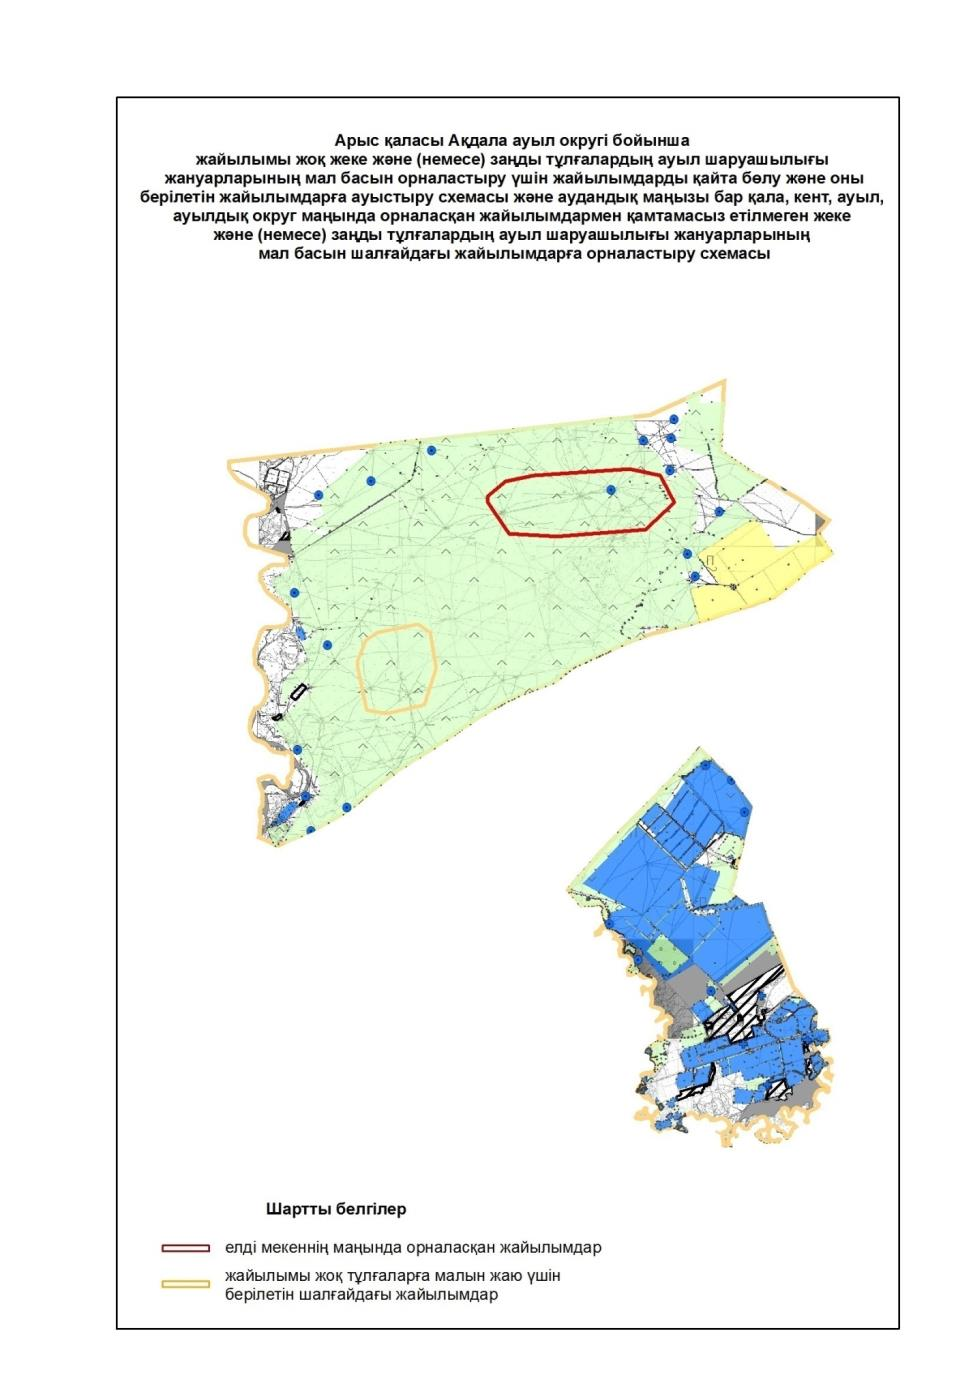 Арыс қаласы Ақдала ауыл округі бойынша
жайылымы жоқ жеке және (немесе) заңды тұлғалардың ауыл шаруашылығы
жануарларының мал басын орналастыру үшін жайылымдарды қайта бөлу және оны
берілетін жайылымдарға ауыстыру схемасы және аудандық маңызы бар қала, кент, ауыл,
ауылдық округ маңында орналасқан жайылымдармен қамтамасыз етілмеген жеке
және (немесе) заңды тұлғалардың ауыл шаруашылығы жануарларының
мал басын шалғайдағы жайылымдарға орналастыру схемасы
Шартты белгілер
елді мекеннің маңында орналасқан жайылымдар
жайылымы жоқ тұлғаларға малын жаю үшін
берілетін шалғайдағы жайылымдар